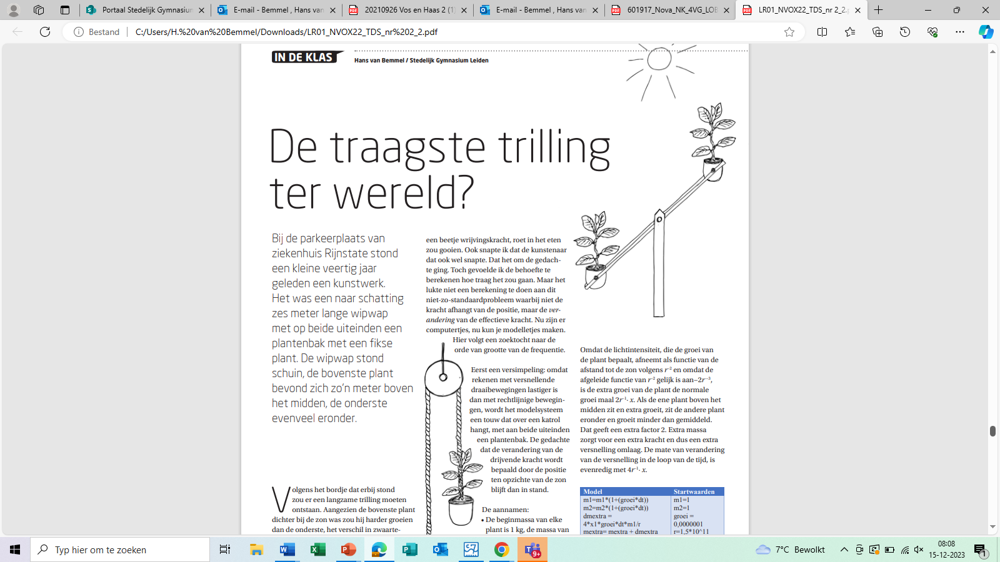 Portaal Stedelijk Gymnasium
E-mail - Bemmel , Hans van
20210926 Vos en Haas 2 (1)
E-mail - Bemmel , Hans van
601917_Nova_NK_4VG_LOB
LR01_NVOX22_TDS_nr 2_2.p
Bestand
C:/Users/H.%20van%20Bemmel/Downloads/LR01_NVOX22_TDS_nr%202_2.pdf
IN DE KLAS
Hans van Bemmel / Stedelijk Gymnasium Leiden
De traagste trilling
ter wereld?
Bij de parkeerplaats van
ziekenhuis Rijnstate stond
een kleine veertig jaar
geleden een kunstwerk.
Het was een naar schatting
zes meter lange wipwap
met op beide uiteinden een
plantenbak met een fikse
plant. De wipwap stond
schuin, de bovenste plant
bevond zich zo'n meter boven
het midden, de onderste
evenveel eronder.
Volgens het bordje dat erbij stond
zou er een langzame trilling moeten
ontstaan. Aangezien de bovenste plant
dichter bij de zon was zou hij harder groeien
dan de onderste, het verschil in zwaarte-
een beetje wrijvingskracht, roet in het eten
zou gooien. Ook snapte ik dat de kunstenaar
dat ook wel snapte. Dat het om de gedach-
te ging. Toch gevoelde ik de behoefte te
berekenen hoe traag het zou gaan. Maar het
lukte niet een berekening te doen aan dit
niet-zo-standaardprobleem waarbij niet de
kracht afhangt van de positie, maar de ver-
andering van de effectieve kracht. Nu zijn er
computertjes, nu kun je modelletjes maken.
Hier volgt een zoektocht naar de
orde van grootte van de frequentie.
Eerst een versimpeling: omdat
rekenen met versnellende
draaibewegingen lastiger is
dan met rechtlijnige bewegin-
gen, wordt het modelsysteem
een touw dat over een katrol
hangt, met aan beide uiteinden
een plantenbak. De gedachte
dat de verandering van de
drijvende kracht wordt
bepaald door de positie
ten opzichte van de zon
blijft dan in stand.
De aannamen:
• De beginmassa van elke
plant is 1 kg, de massa van
Omdat de lichtintensiteit, die de groei van
de plant bepaalt, afneemt als functie van de
afstand tot de zon volgens r⁻² en omdat de
afgeleide functie van r⁻² gelijk is aan–2r⁻³,
is de extra groei van de plant de normale
groei maal 2r⁻¹· x. Als de ene plant boven het
midden zit en extra groeit, zit de andere plant
eronder en groeit minder dan gemiddeld.
Dat geeft een extra factor 2. Extra massa
zorgt voor een extra kracht en dus een extra
versnelling omlaag. De mate van verandering
van de versnelling in de loop van de tijd, is
evenredig met 4r⁻¹· x.
Model Startwaarden
m1=m1*(1+(groei*dt)) m1=1
m2=m2*(1+(groei*dt)) m2=1
dmextra = groei =
4*x1*groei*dt*m1/r 0,0000001
mextra= mextra + dmextra r=1,5*10^11
Typ hier om te zoeken
9+
7°C Bewolkt
08:08
15-12-2023
1